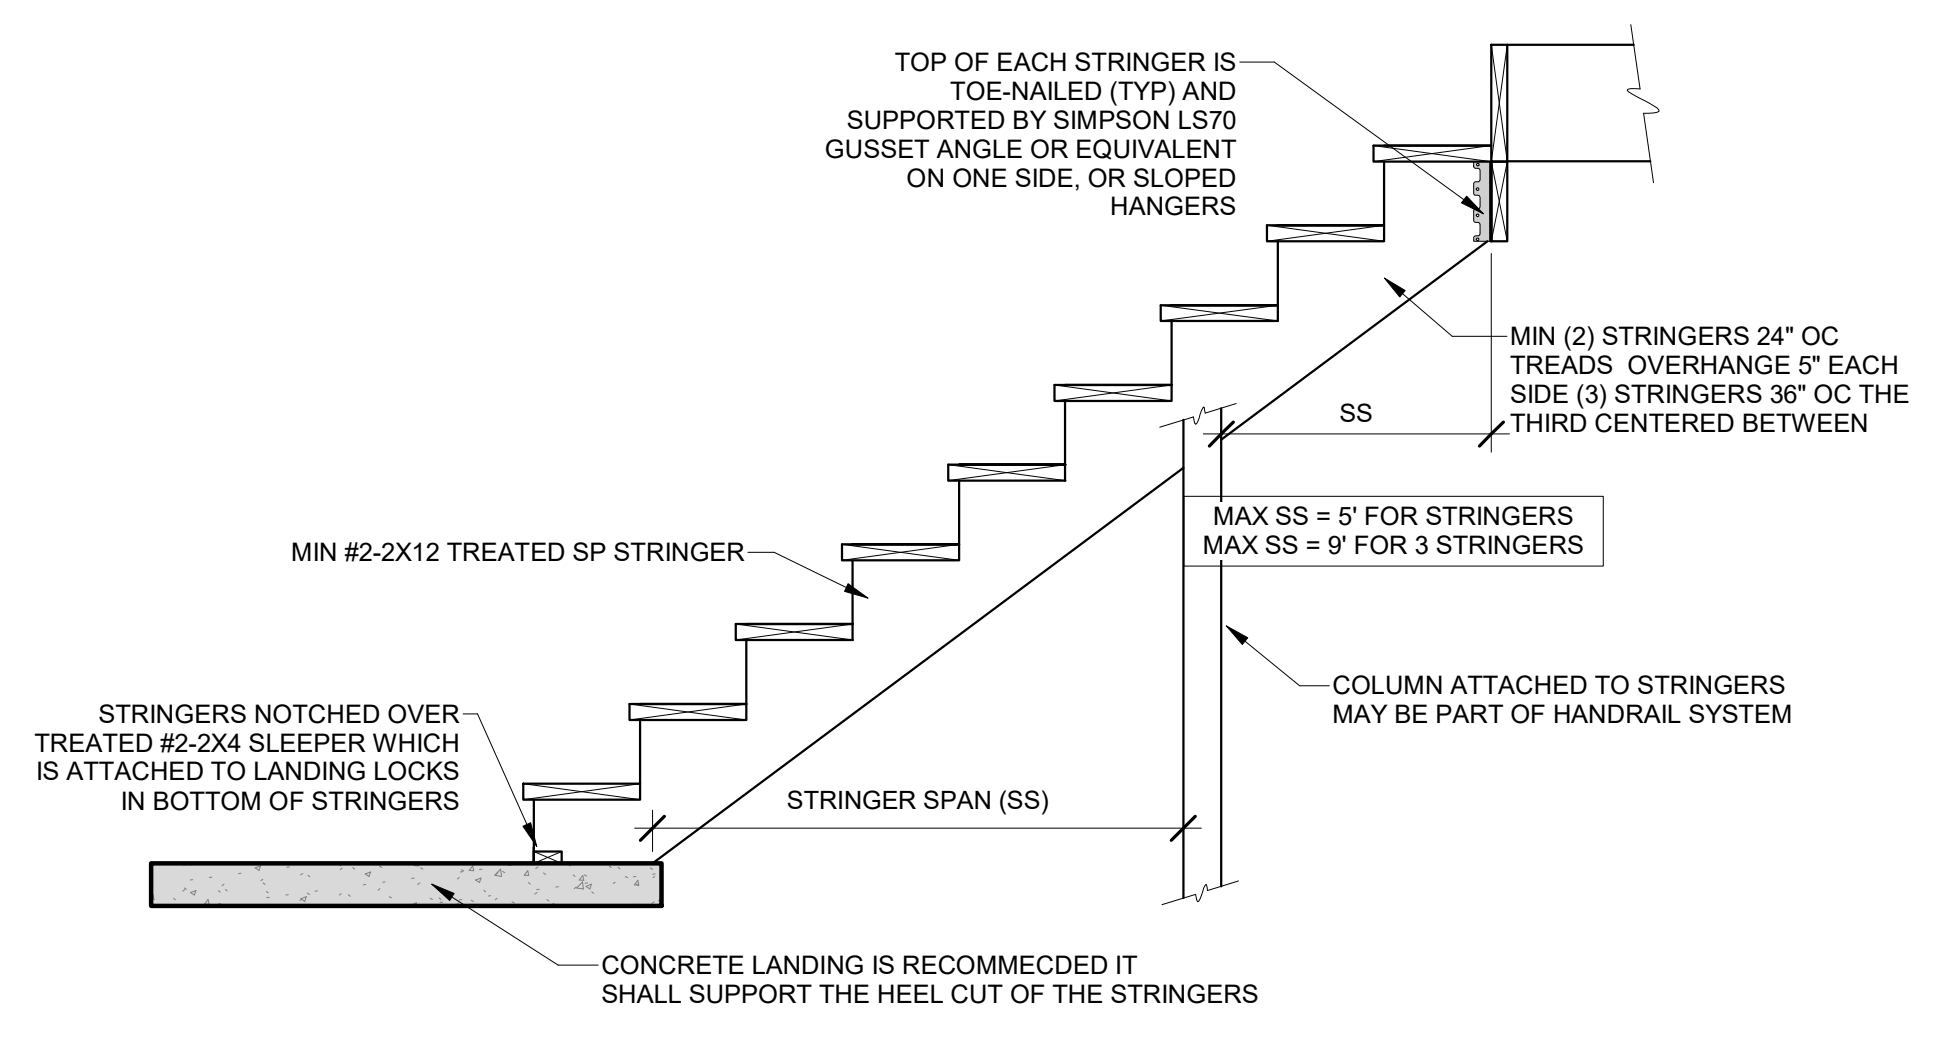 TOP OF EACH STRINGER IS
TOE-NAILED (TYP) AND
SUPPORTED BY SIMPSON LS70
GUSSET ANGLE OR EQUIVALENT
ON ONE SIDE, OR SLOPED
HANGERS
MIN (2) STRINGERS 24" OC
TREADS OVERHANGE 5" EACH
SIDE (3) STRINGERS 36" OC THE
THIRD CENTERED BETWEEN
SS
MAX SS = 5' FOR STRINGERS
MAX SS = 9' FOR 3 STRINGERS
MIN #2-2X12 TREATED SP STRINGER
COLUMN ATTACHED TO STRINGERS
MAY BE PART OF HANDRAIL SYSTEM
STRINGERS NOTCHED OVER
TREATED #2-2X4 SLEEPER WHICH
IS ATTACHED TO LANDING LOCKS
IN BOTTOM OF STRINGERS
STRINGER SPAN (SS)
CONCRETE LANDING IS RECOMMECDED IT
SHALL SUPPORT THE HEEL CUT OF THE STRINGERS